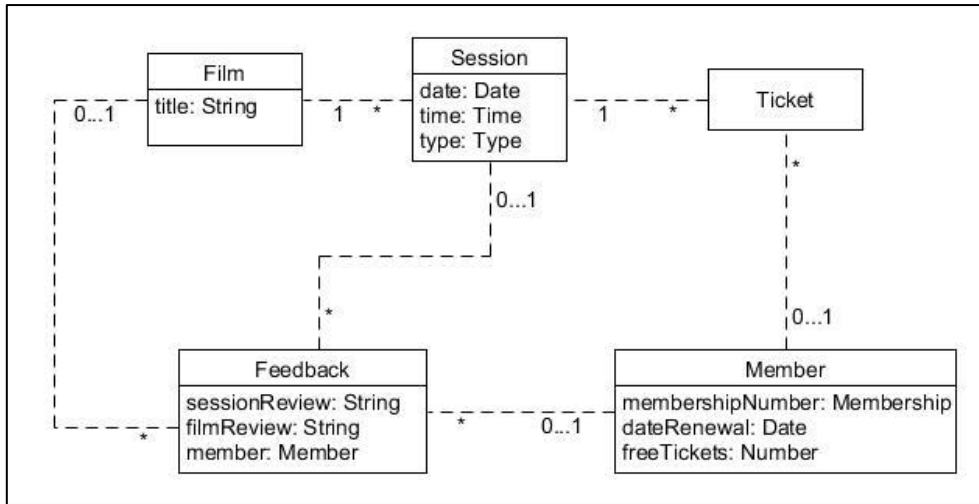 Film
title: String
0...1
1
*
Session
date: Date
time: Time
type: Type
1
*
Ticket
0...1
*
*
0...1
Feedback
sessionReview: String
filmReview: String
member: Member
*
*
0...1
Member
membershipNumber: Membership
dateRenewal: Date
freeTickets: Number